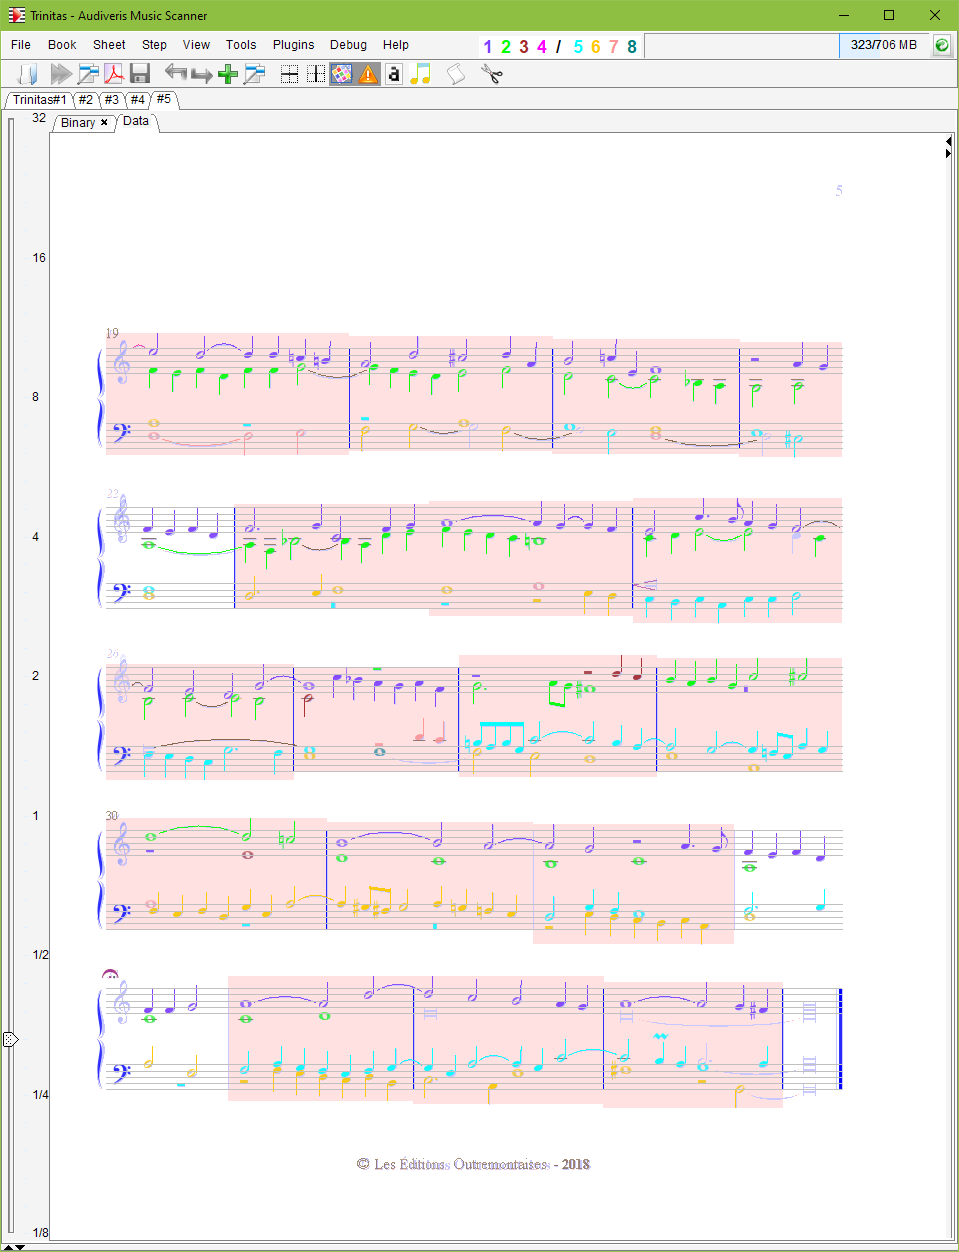 Trinitas - Audiveris Music Scanner
File Book Sheet Step View Tools Plugins Debug Help 1 2 3 4 / 5 6 7 8 323/706 MB
a
Trinitas#1 #2 #3 #4 #5
Binary × Data
32
5
16
19
8
22
4
26
2
30
1
1/2
1/4
© Les Éditions Outremontaises - 2018
1/8